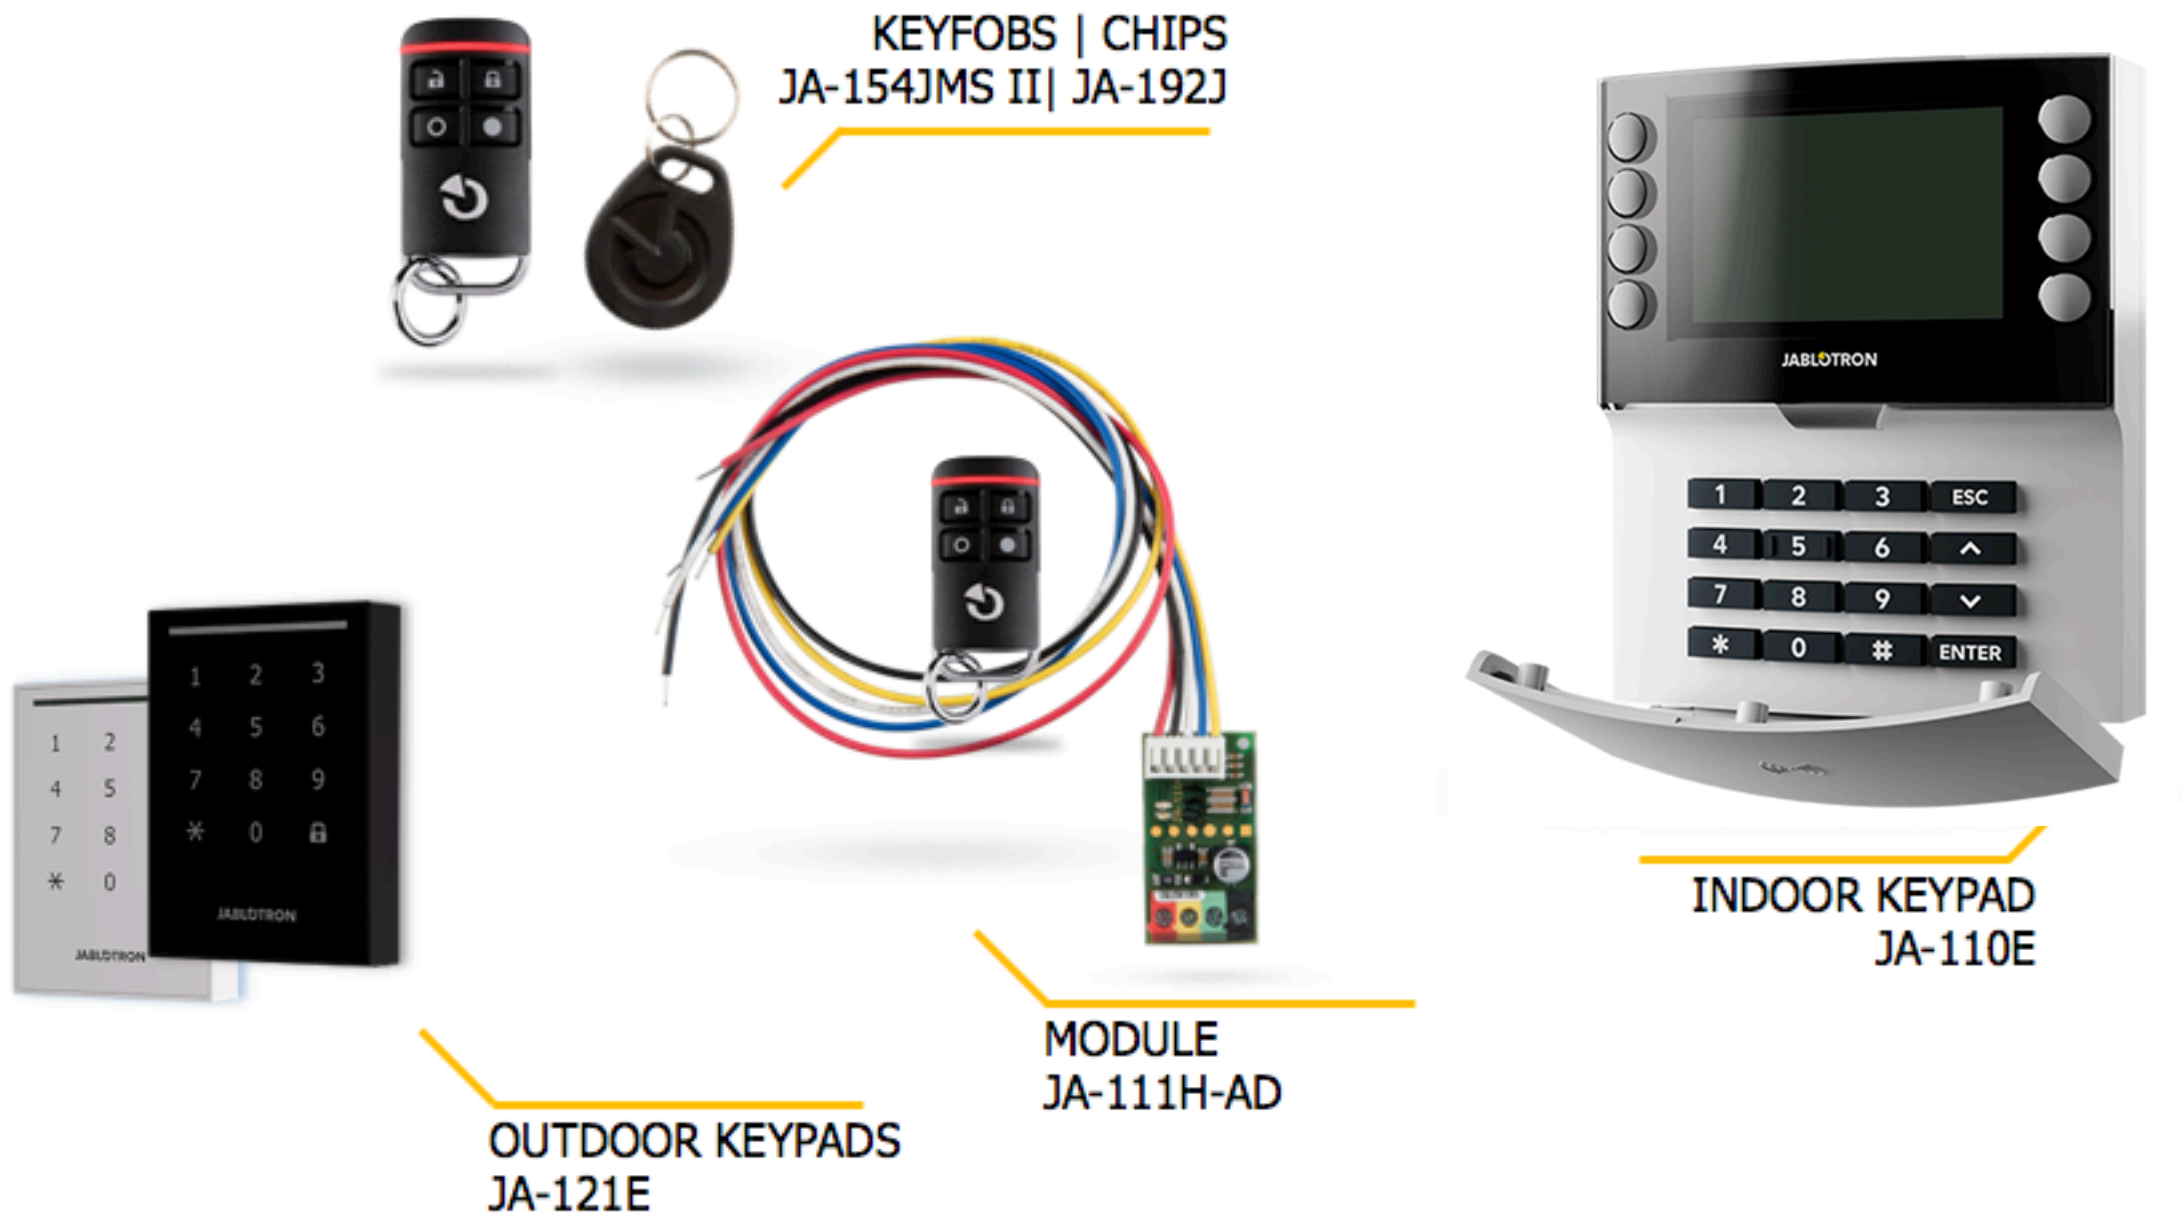 KEYFOBS | CHIPS
JA-154JMS II| JA-192J
JABLOTRON
1 2 3 ESC
4 5 6
7 8 9
* 0 # ENTER
INDOOR KEYPAD
JA-110E
1 2 3
4 5 6
7 8 9
* 0
JABLOTRON
1 2
4 5
7 8
* 0
JABLOTRON
MODULE
JA-111H-AD
OUTDOOR KEYPADS
JA-121E